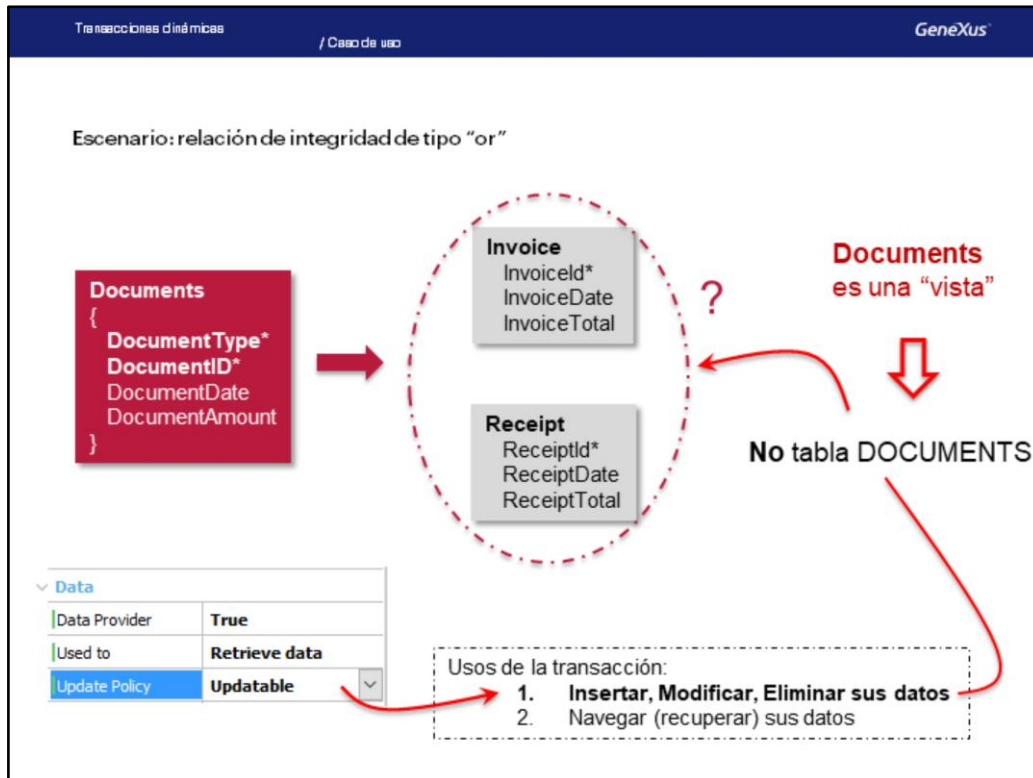 Transacciones dinámicas
/ Caso de uso
GeneXus™
Escenario: relación de integridad de tipo “or”
Documents
{
DocumentType*
DocumentID*
DocumentDate
DocumentAmount
}
Invoice
InvoiceId*
InvoiceDate
InvoiceTotal
?
Receipt
ReceiptId*
ReceiptDate
ReceiptTotal
Documents
es una “vista”
No tabla DOCUMENTS
Data
Data Provider True
Used to Retrieve data
Update Policy Updatable
Usos de la transacción:
1. Insertar, Modificar, Eliminar sus datos
2. Navegar (recuperar) sus datos